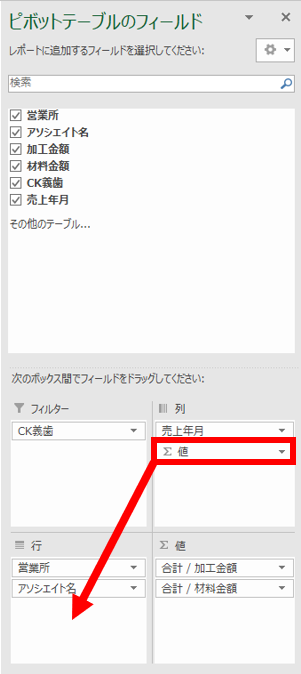 ピボットテーブルのフィールド
レポートに追加するフィールドを選択してください:
検索
営業所
アソシエイト名
加工金額
材料金額
CK義歯
売上年月
その他のテーブル...
次のボックス間でフィールドをドラッグしてください:
フィルター
CK義歯
列
売上年月
Σ 値
行
営業所
アソシエイト名
Σ 値
合計 / 加工金額
合計 / 材料金額